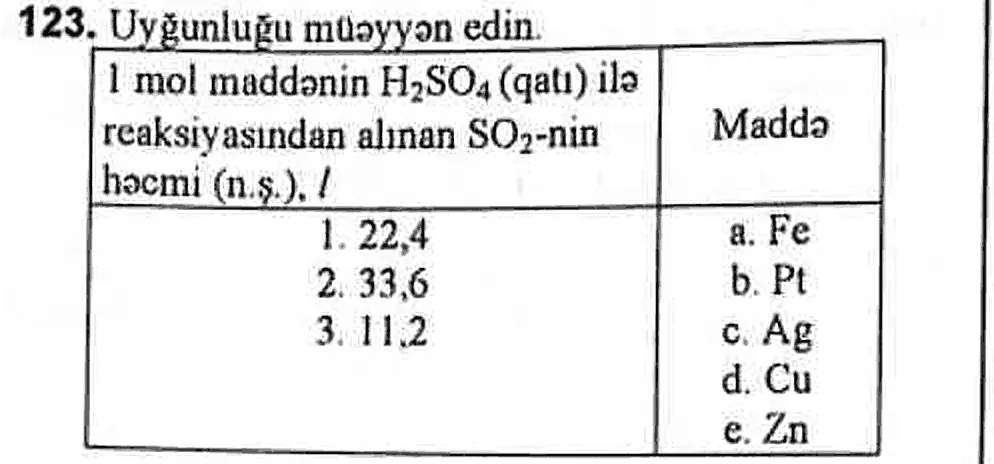 123. Uyğunluğu müəyyən edin.
1 mol maddənin H₂SO₄ (qatı) ilə
reaksiyasından alınan SO₂-nin
həcmi (n.ş.), l
Maddə
1. 22,4
2. 33,6
3. 11,2
a. Fe
b. Pt
c. Ag
d. Cu
e. Zn